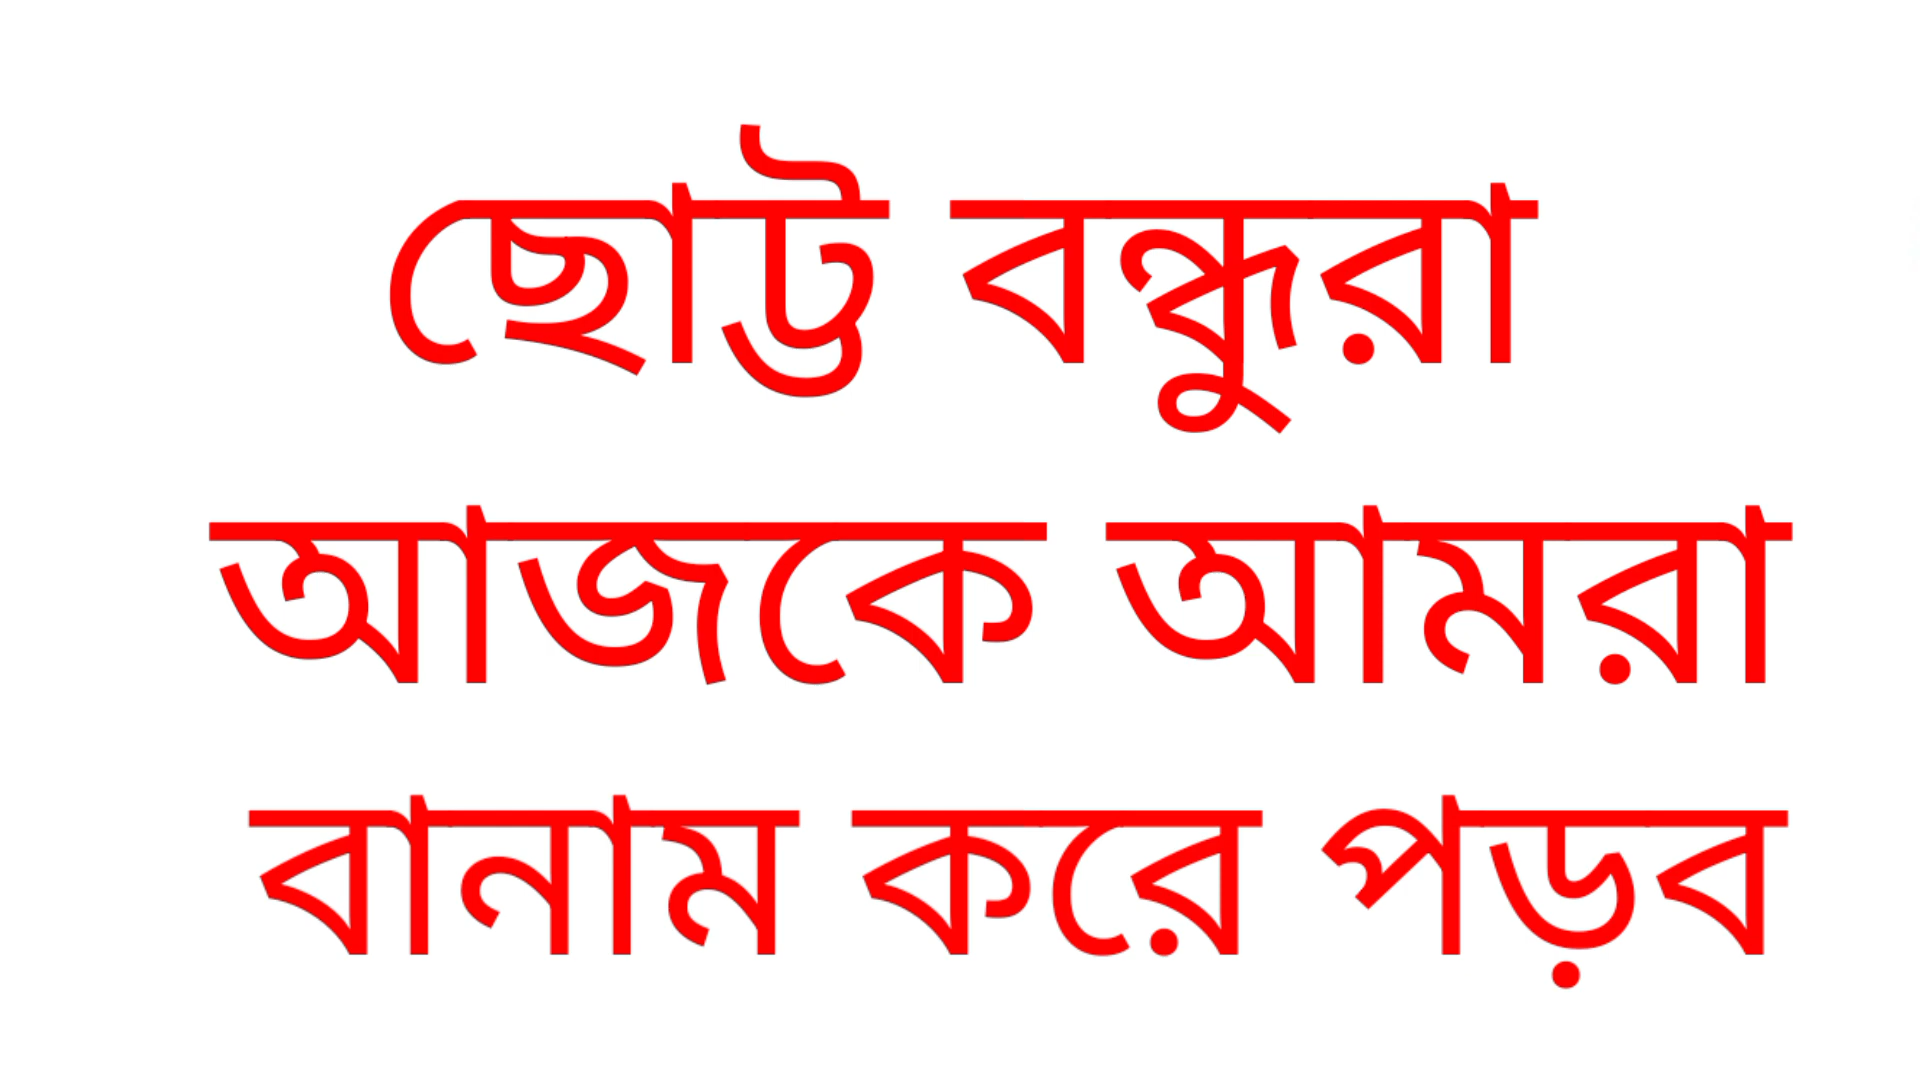 ছোট্ট বন্ধুরা
আজকে আমরা
বানাম করে পড়ব